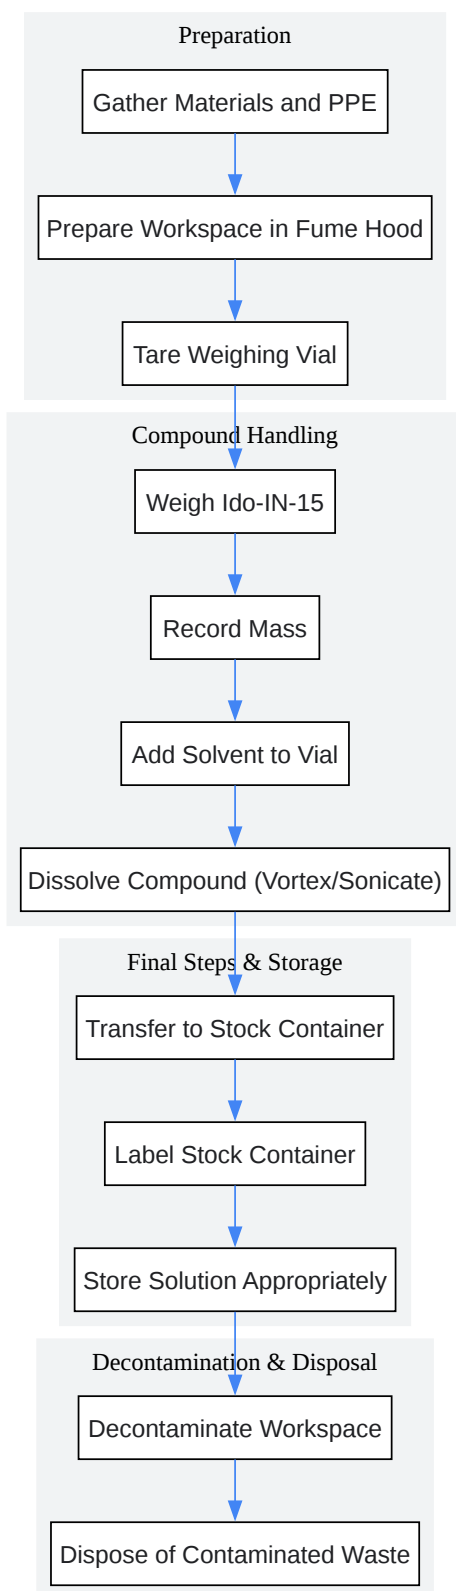 Preparation
Gather Materials and PPE
Prepare Workspace in Fume Hood
Tare Weighing Vial
Compound Handling
Weigh Ido-IN-15
Record Mass
Add Solvent to Vial
Dissolve Compound (Vortex/Sonicate)
Final Steps & Storage
Transfer to Stock Container
Label Stock Container
Store Solution Appropriately
Decontamination & Disposal
Decontaminate Workspace
Dispose of Contaminated Waste